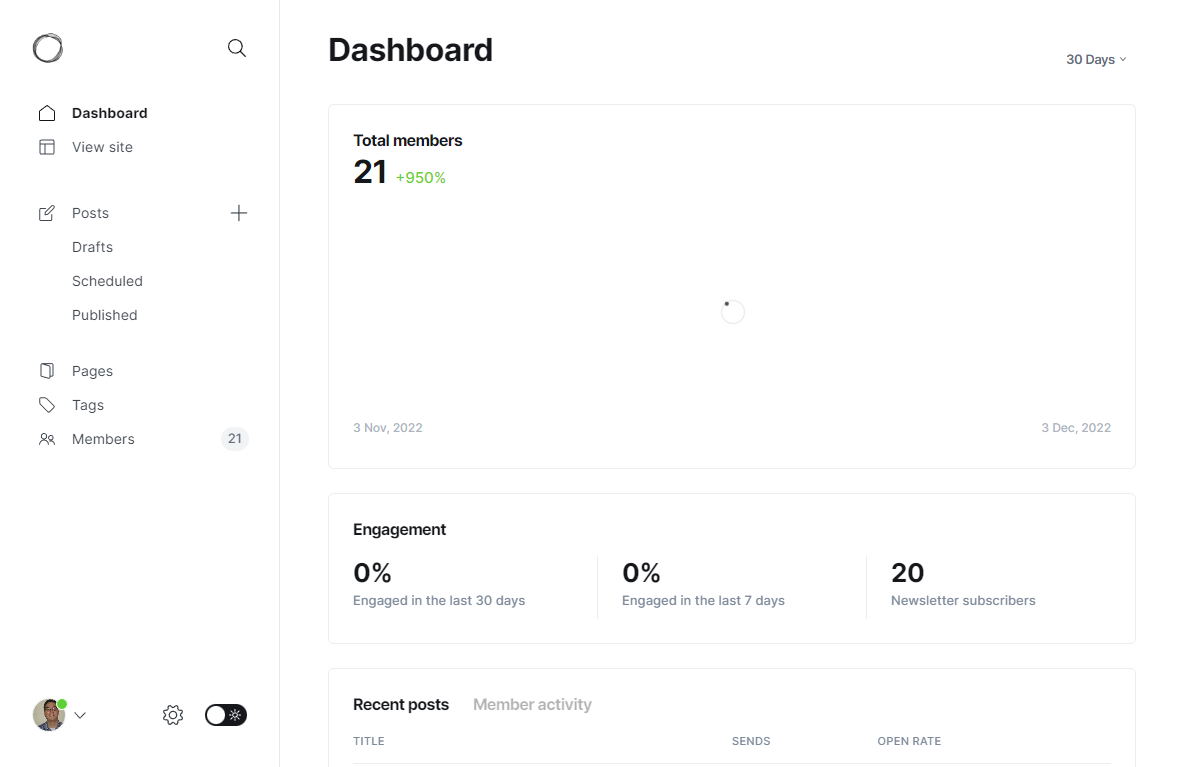 Dashboard
View site
Posts
Drafts
Scheduled
Published
Pages
Tags
Members 21
Dashboard
30 Days
Total members
21 +950%
3 Nov, 2022 3 Dec, 2022
Engagement
0% 0% 20
Engaged in the last 30 days Engaged in the last 7 days Newsletter subscribers
Recent posts Member activity
TITLE SENDS OPEN RATE